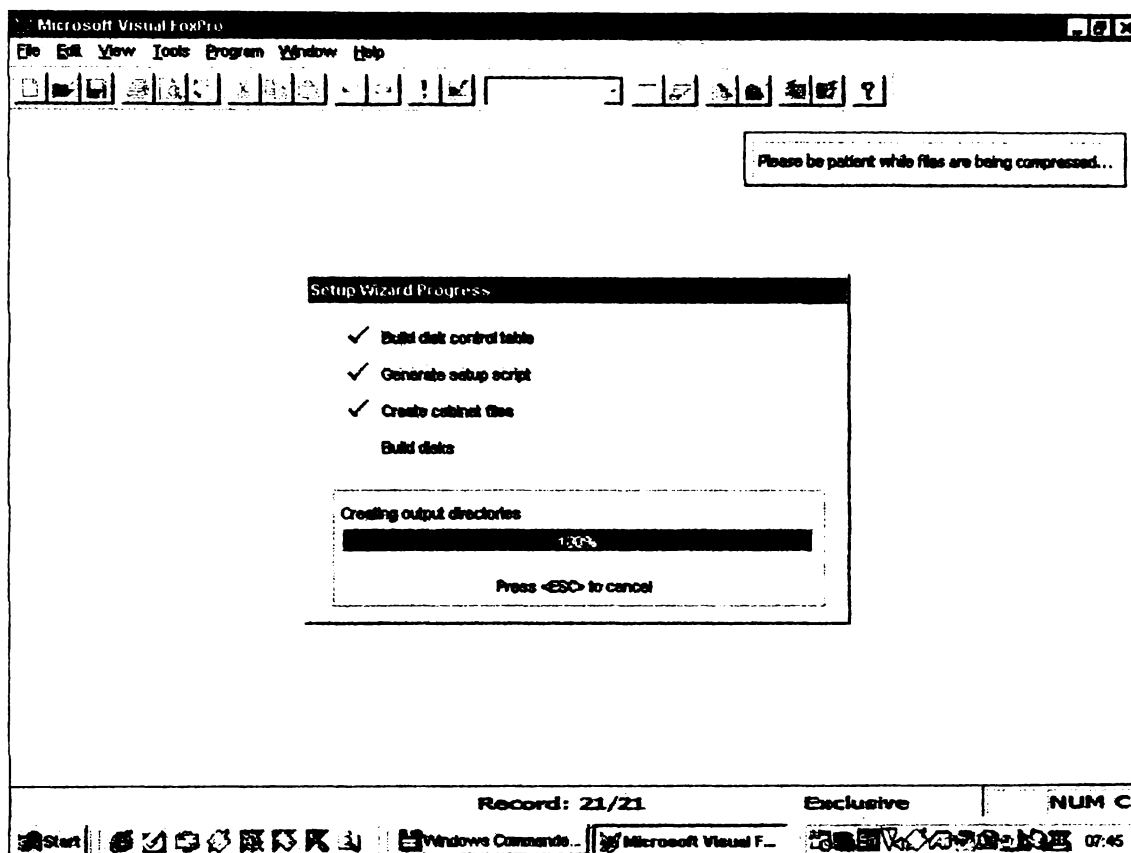 Microsoft Visual FoxPro
File Edit View Tools Program Window Help
Please be patient while files are being compressed...
Setup Wizard Progress
Build disk control table
Generate setup script
Create cabinet files
Build disks
Creating output directories
100%
Press <ESC> to cancel
Record: 21/21 Exclusive NUM C
Start Windows Commande... Microsoft Visual F... 07:45